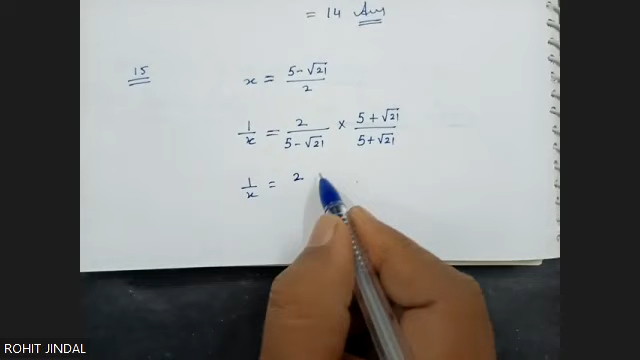 = 14 Ans
15 x = (5-√21)/2
1/x = 2/(5-√21) × (5+√21)/(5+√21)
1/x = 2
ROHIT JINDAL